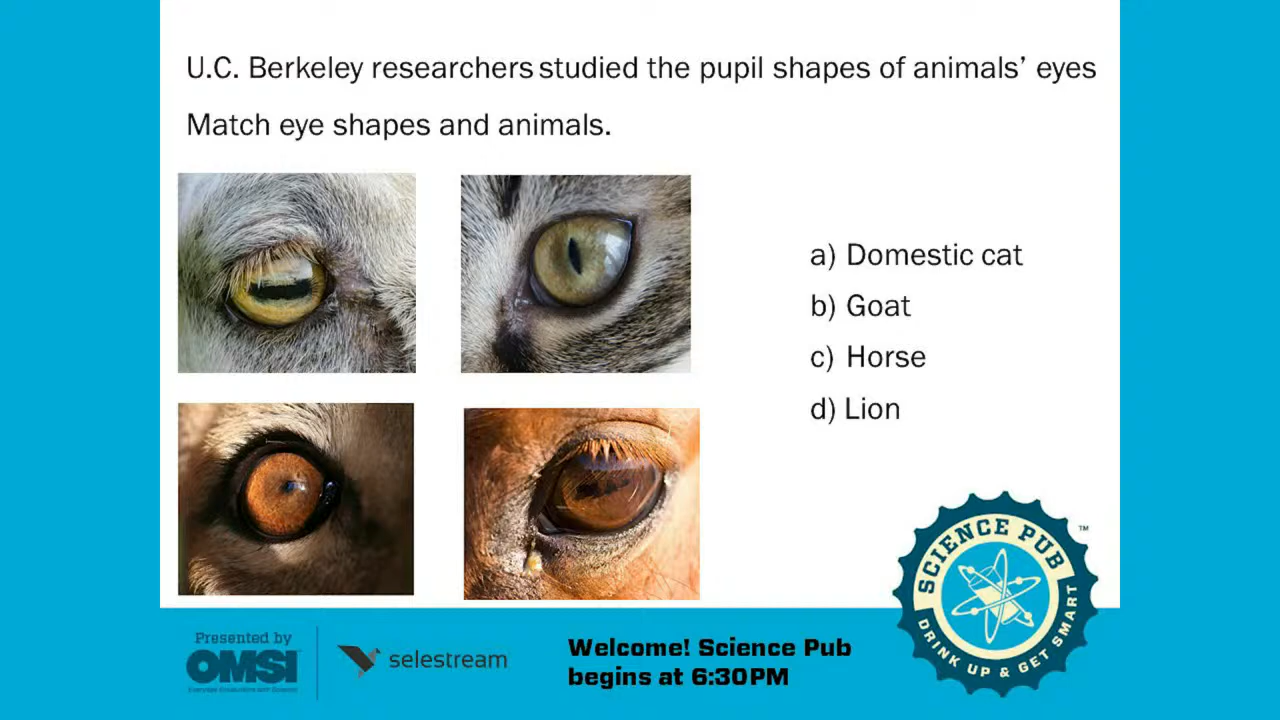 U.C. Berkeley researchers studied the pupil shapes of animals’ eyes
Match eye shapes and animals.
a) Domestic cat
b) Goat
c) Horse
d) Lion
SCIENCE PUB
DRINK UP & GET SMART
TM
Presented by
OMSI
selestream
Welcome! Science Pub
begins at 6:30PM